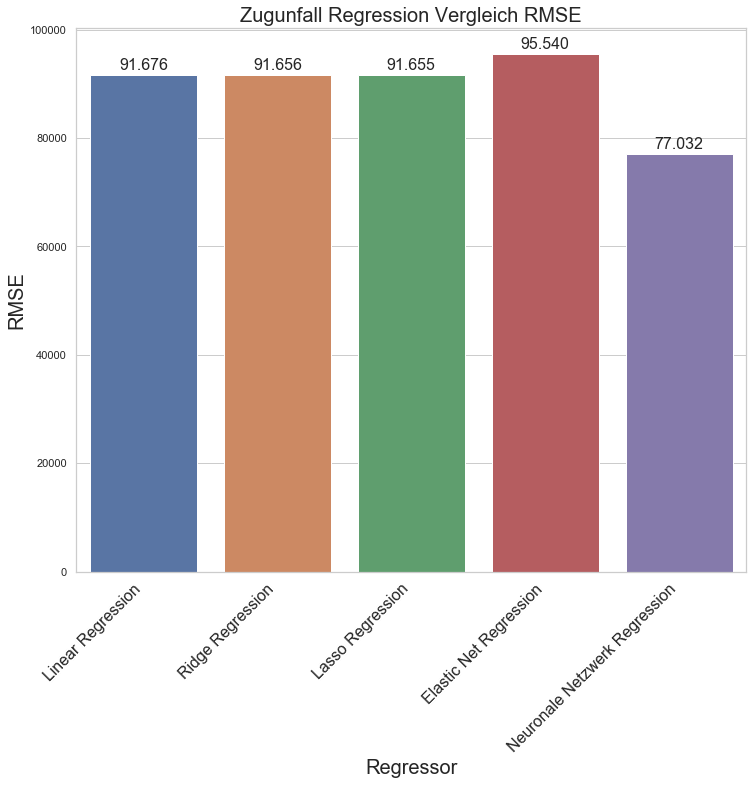 Zugunfall Regression Vergleich RMSE
100000
80000
60000
40000
20000
0
RMSE
91.676
91.656
91.655
95.540
77.032
Linear Regression
Ridge Regression
Lasso Regression
Elastic Net Regression
Neuronale Netzwerk Regression
Regressor